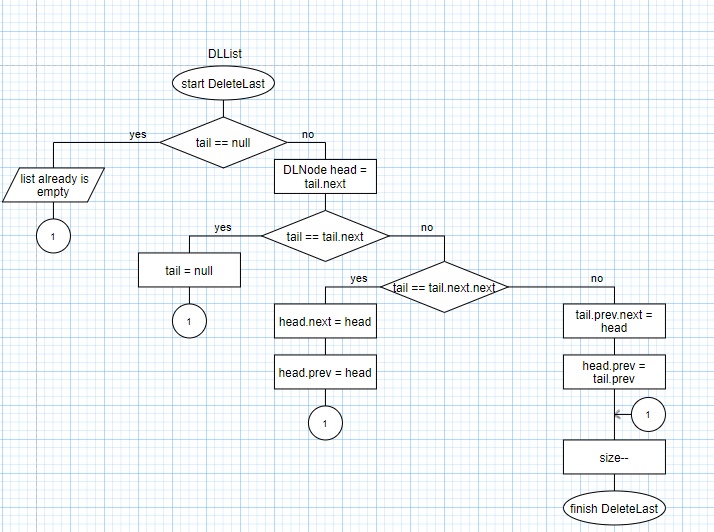 DLList
start DeleteLast
yes
tail == null
no
list already is
empty
1
DLNode head =
tail.next
yes
tail == tail.next
no
tail = null
1
yes
tail == tail.next.next
no
head.next = head
head.prev = head
1
tail.prev.next =
head
head.prev =
tail.prev
1
size--
finish DeleteLast